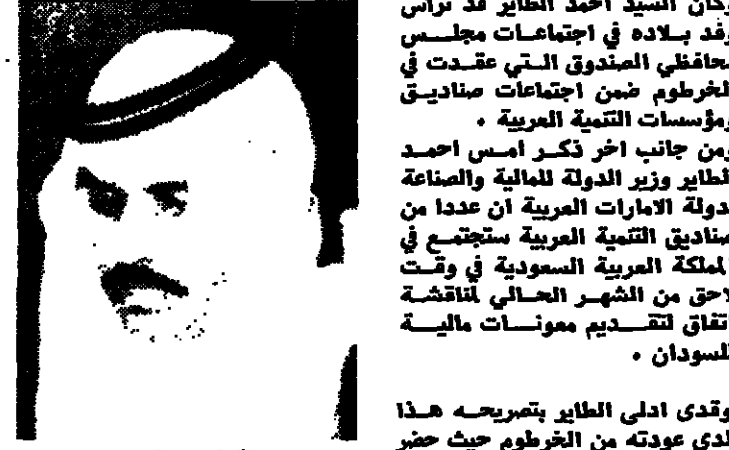 وكان السيد احمد الطاير قد ترأس
وفد بلاده في اجتماعات مجلس
محافظي الصندوق التي عقدت في
الخرطوم ضمن اجتماعات صناديق
ومؤسسات التنمية العربية .
ومن جانب اخر ذكر امس احمد
الطاير وزير الدولة للمالية والصناعة
بدولة الامارات العربية ان عددا من
صناديق التنمية العربية ستجتمع في
المملكة العربية السعودية في وقت
لاحق من الشهر الحالي لمناقشة
اتفاق لتقديم معونات مالية
للسودان .
وقدى ادلى الطاير بتصريحه هذا
لدى عودته من الخرطوم حيث حضر